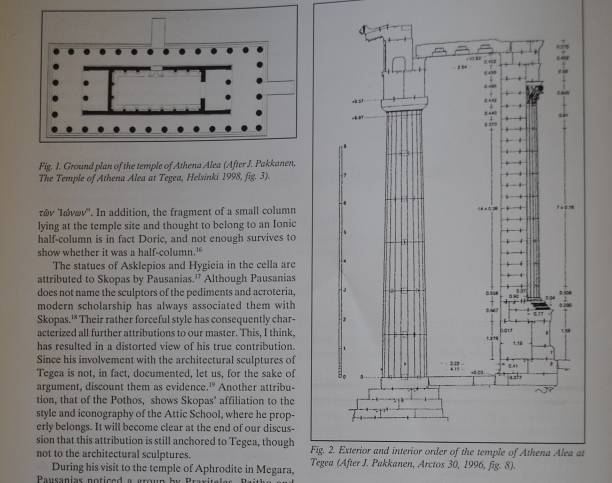 Fig. 1. Ground plan of the temple of Athena Alea (After J. Pakkanen,
The Temple of Athena Alea at Tegea, Helsinki 1998, fig. 3).
τῶν Ἰώνων". In addition, the fragment of a small column
lying at the temple site and thought to belong to an Ionic
half-column is in fact Doric, and not enough survives to
show whether it was a half-column.16
The statues of Asklepios and Hygieia in the cella are
attributed to Skopas by Pausanias.17 Although Pausanias
does not name the sculptors of the pediments and acroteria,
modern scholarship has always associated them with
Skopas.18 Their rather forceful style has consequently char-
acterized all further attributions to our master. This, I think,
has resulted in a distorted view of his true contribution.
Since his involvement with the architectural sculptures of
Tegea is not, in fact, documented, let us, for the sake of
argument, discount them as evidence.19 Another attribu-
tion, that of the Pothos, shows Skopas' affiliation to the
style and iconography of the Attic School, where he prop-
erly belongs. It will become clear at the end of our discus-
sion that this attribution is still anchored to Tegea, though
not to the architectural sculptures.
During his visit to the temple of Aphrodite in Megara,
Pausanias noticed a group by Praxiteles, Peitho and
Fig. 2. Exterior and interior order of the temple of Athena Alea at
Tegea (After J. Pakkanen, Arctos 30, 1996, fig. 8).